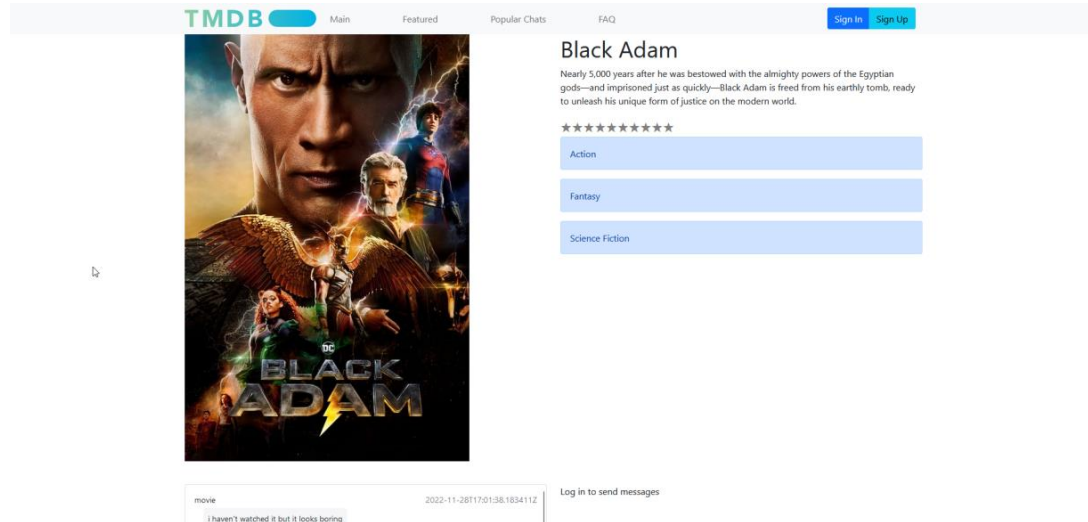 TMDB
Main
Featured
Popular Chats
FAQ
Sign In
Sign Up
Black Adam
Nearly 5,000 years after he was bestowed with the almighty powers of the Egyptian
gods—and imprisoned just as quickly—Black Adam is freed from his earthly tomb, ready
to unleash his unique form of justice on the modern world.
Action
Fantasy
Science Fiction
DC
BLACK
ADAM
movie
2022-11-28T17:01:38.183411Z
i haven't watched it but it looks boring
Log in to send messages